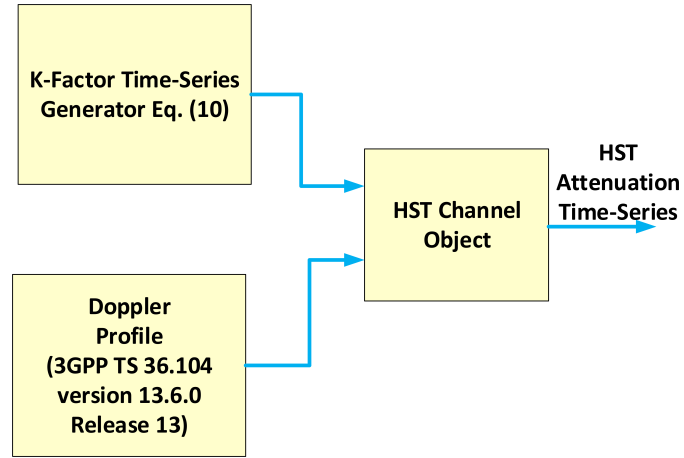 K-Factor Time-Series
Generator Eq. (10)
Doppler
Profile
(3GPP TS 36.104
version 13.6.0
Release 13)
HST Channel
Object
HST
Attenuation
Time-Series